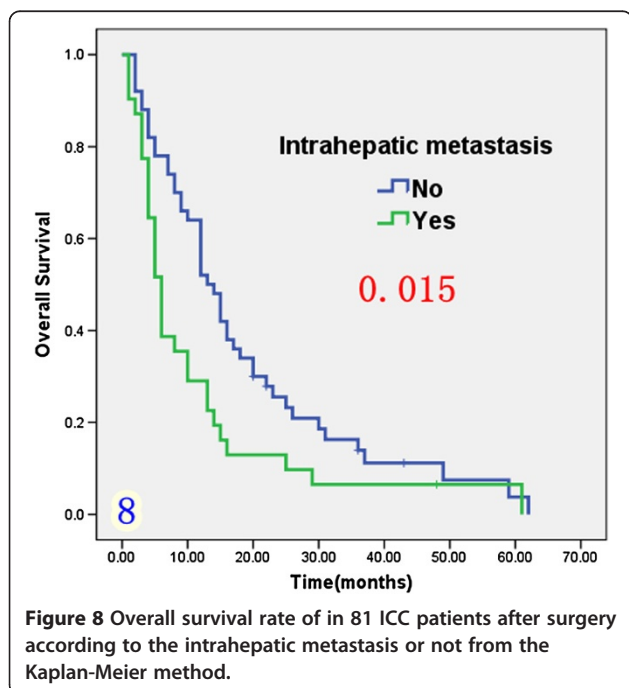 1.0
0.8
0.6
0.4
0.2
0.0
Overall Survival
Intrahepatic metastasis
No
Yes
0.015
8
0.00 10.00 20.00 30.00 40.00 50.00 60.00 70.00
Time(months)
Figure 8 Overall survival rate of in 81 ICC patients after surgery
according to the intrahepatic metastasis or not from the
Kaplan-Meier method.